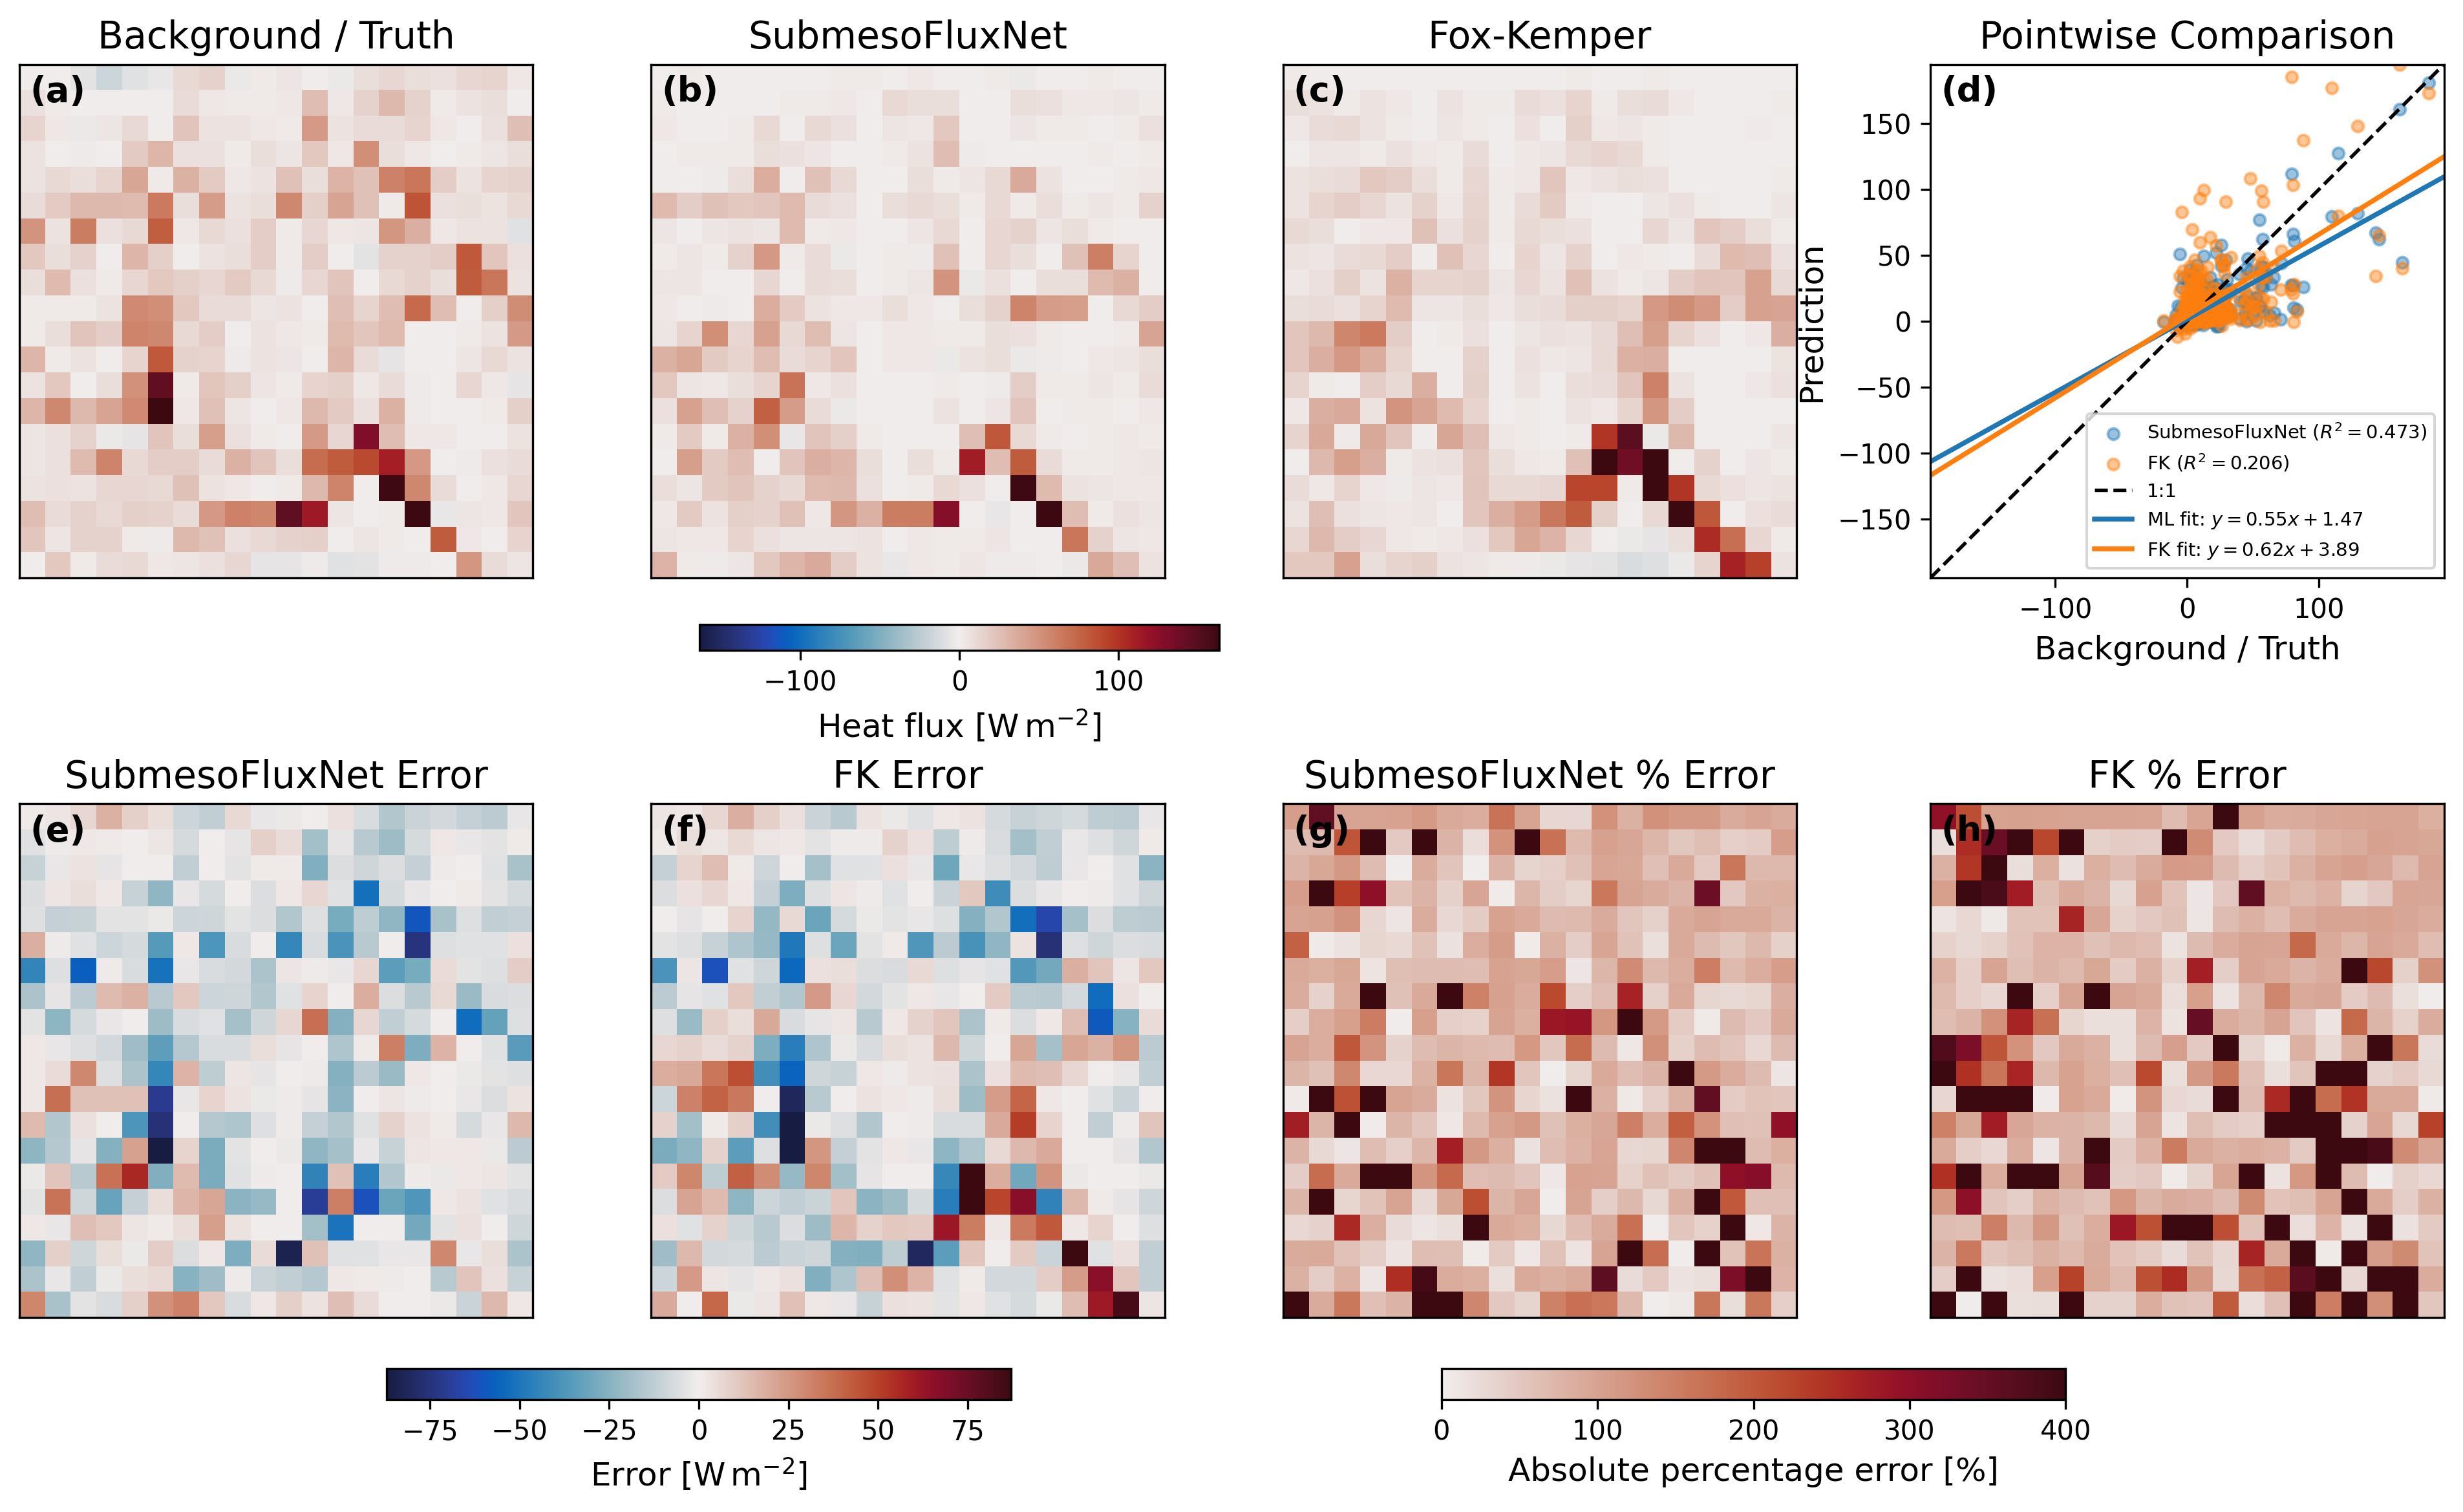 Background / Truth
SubmesoFluxNet
Fox-Kemper
Pointwise Comparison
(a)
(b)
(c)
(d)
Prediction
150
100
50
0
−50
−100
−150
SubmesoFluxNet (R² = 0.473)
FK (R² = 0.206)
1:1
ML fit: y = 0.55x + 1.47
FK fit: y = 0.62x + 3.89
−100 0 100
Background / Truth
−100 0 100
Heat flux [W m⁻²]
SubmesoFluxNet Error
FK Error
SubmesoFluxNet % Error
FK % Error
(e)
(f)
(g)
(h)
−75 −50 −25 0 25 50 75
Error [W m⁻²]
0 100 200 300 400
Absolute percentage error [%]